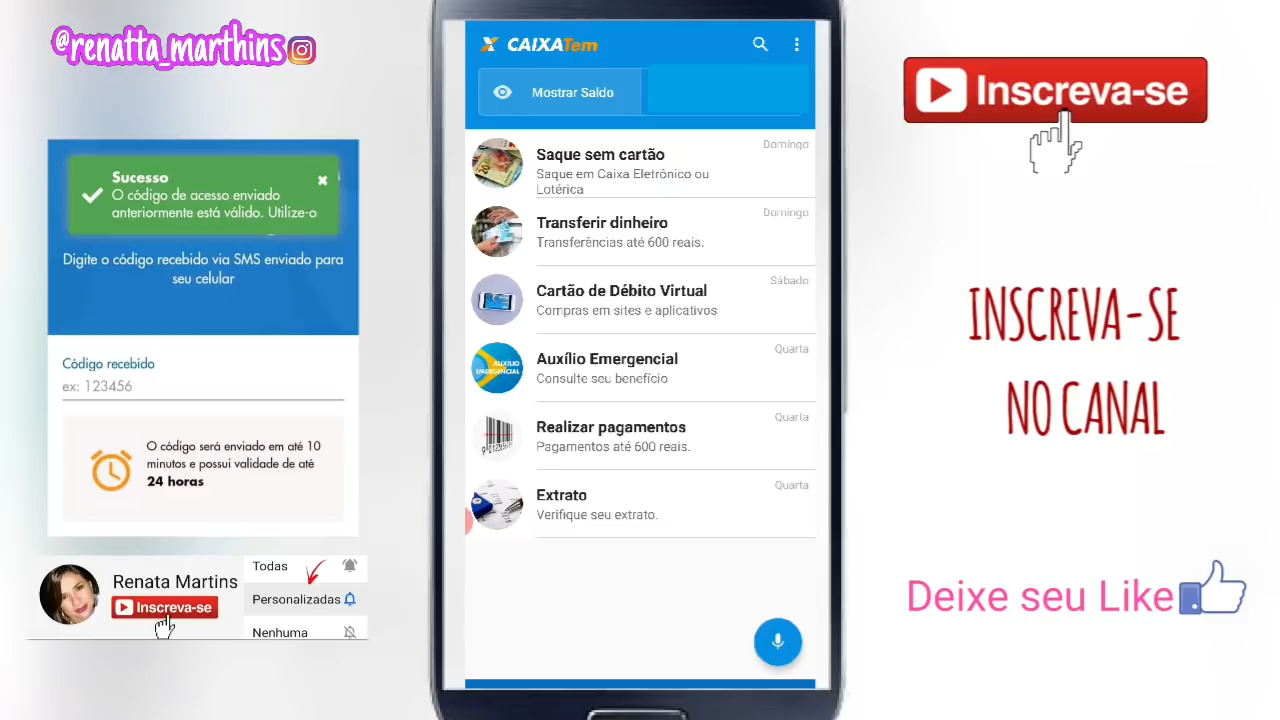 @renatta_marthins
Sucesso
O código de acesso enviado
anteriormente está válido. Utilize-o
Digite o código recebido via SMS enviado para
seu celular
Código recebido
ex: 123456
O código será enviado em até 10
minutos e possui validade de até
24 horas
Renata Martins
Inscreva-se
Todas
Personalizadas
Nenhuma
CAIXATem
Mostrar Saldo
Domingo
Saque sem cartão
Saque em Caixa Eletrônico ou
Lotérica
Domingo
Transferir dinheiro
Transferências até 600 reais.
Sábado
Cartão de Débito Virtual
Compras em sites e aplicativos
Quarta
Auxílio Emergencial
Consulte seu benefício
AUXÍLIO
EMERGENCIAL
Quarta
Realizar pagamentos
Pagamentos até 600 reais.
Quarta
Extrato
Verifique seu extrato.
Inscreva-se
INSCREVA-SE
NO CANAL
Deixe seu Like